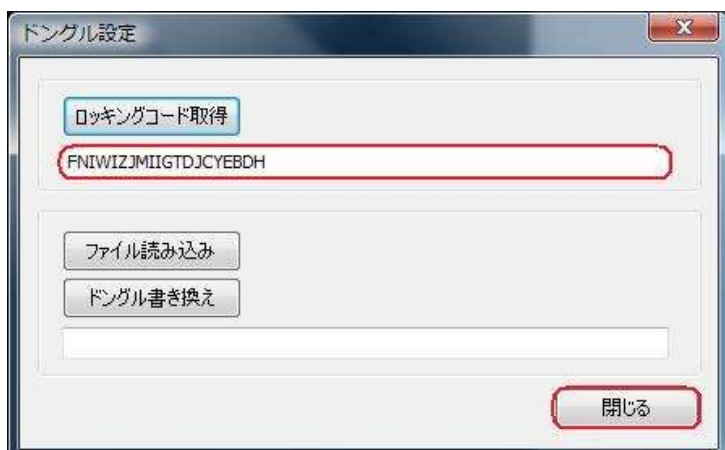 ドングル設定
ロッキングコード取得
FNIWIZJMIIGTDJCYEBDH
ファイル読み込み
ドングル書き換え
閉じる